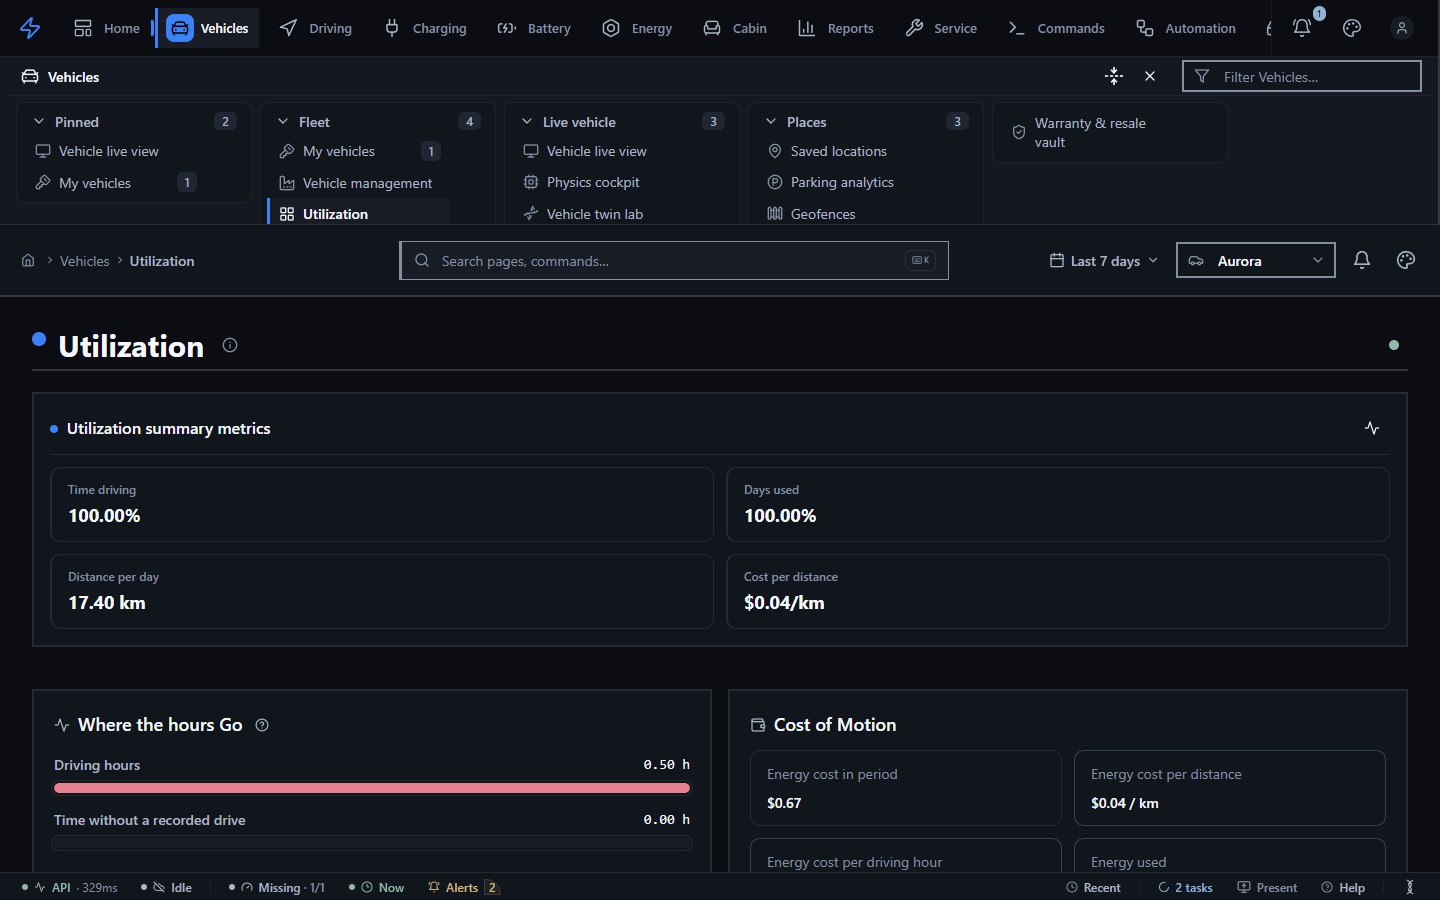 Home
Vehicles
Driving
Charging
Battery
Energy
Cabin
Reports
Service
Commands
Automation
1
Vehicles
Filter Vehicles...
Pinned 2
Vehicle live view
My vehicles 1
Fleet 4
My vehicles 1
Vehicle management
Utilization
Live vehicle 3
Vehicle live view
Physics cockpit
Vehicle twin lab
Places 3
Saved locations
Parking analytics
Geofences
Warranty & resale
vault
Vehicles
Utilization
Search pages, commands...
K
Last 7 days
Aurora
Utilization
Utilization summary metrics
Time driving
100.00%
Days used
100.00%
Distance per day
17.40 km
Cost per distance
$0.04/km
Where the hours Go
Driving hours 0.50 h
Time without a recorded drive 0.00 h
Cost of Motion
Energy cost in period
$0.67
Energy cost per distance
$0.04 / km
Energy cost per driving hour
Energy used
API · 329ms
Idle
Missing · 1/1
Now
Alerts 2
Recent
2 tasks
Present
Help